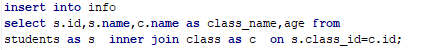 insert into info
select s.id,s.name,c.name as class_name,age from
students as s  inner join class as c  on s.class_id=c.id;